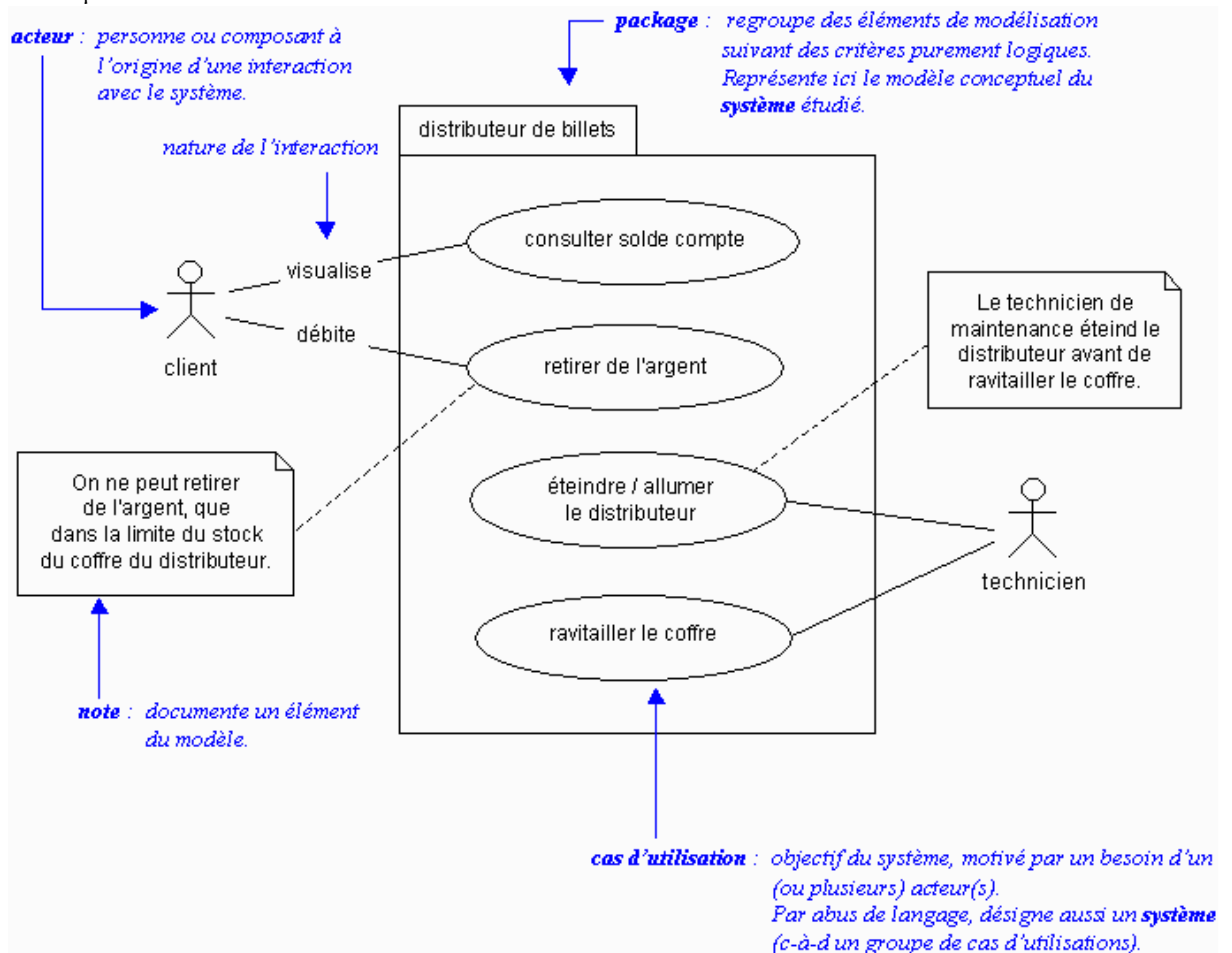 acteur : personne ou composant à
l'origine d'une interaction
avec le système.
package : regroupe des éléments de modélisation
suivant des critères purement logiques.
Représente ici le modèle conceptuel du
système étudié.
nature de l'interaction
distributeur de billets
consulter solde compte
visualise
débite
client
retirer de l'argent
Le technicien de
maintenance éteind le
distributeur avant de
ravitailler le coffre.
On ne peut retirer
de l'argent, que
dans la limite du stock
du coffre du distributeur.
éteindre / allumer
le distributeur
technicien
ravitailler le coffre
note : documente un élément
du modèle.
cas d'utilisation : objectif du système, motivé par un besoin d'un
(ou plusieurs) acteur(s).
Par abus de langage, désigne aussi un système
(c-à-d un groupe de cas d'utilisations).